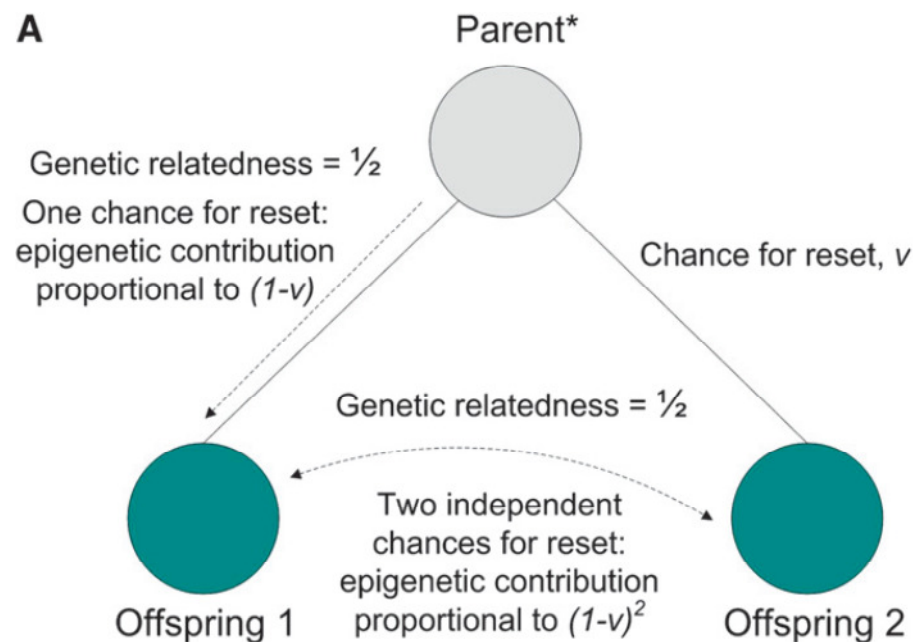 A
Parent*
Genetic relatedness = ½
One chance for reset:
epigenetic contribution
proportional to (1-v)
Chance for reset, v
Genetic relatedness = ½
Two independent
chances for reset:
epigenetic contribution
proportional to (1-v)²
Offspring 1
Offspring 2